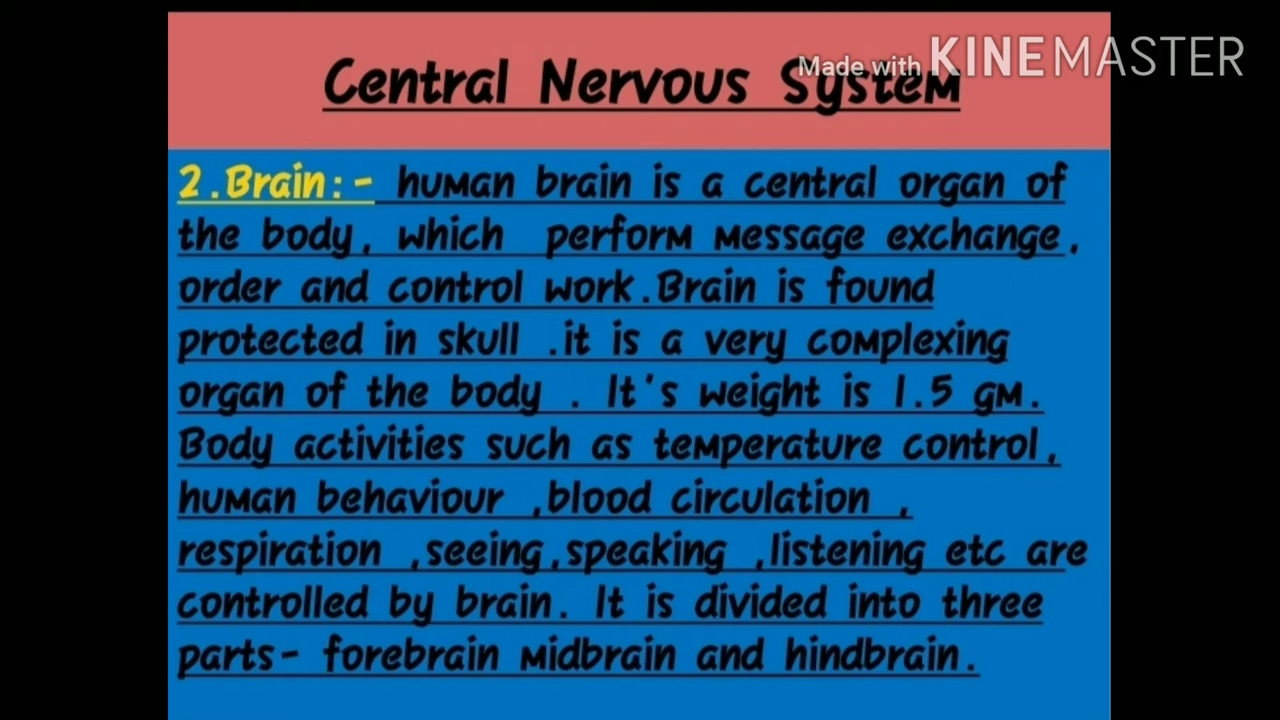 Made with KINEMASTER
Central Nervous System
2.Brain:- human brain is a central organ of
the body, which perform message exchange,
order and control work.Brain is found
protected in skull .it is a very complexing
organ of the body . It's weight is 1.5 gm.
Body activities such as temperature control,
human behaviour ,blood circulation ,
respiration ,seeing,speaking ,listening etc are
controlled by brain. It is divided into three
parts- forebrain midbrain and hindbrain.